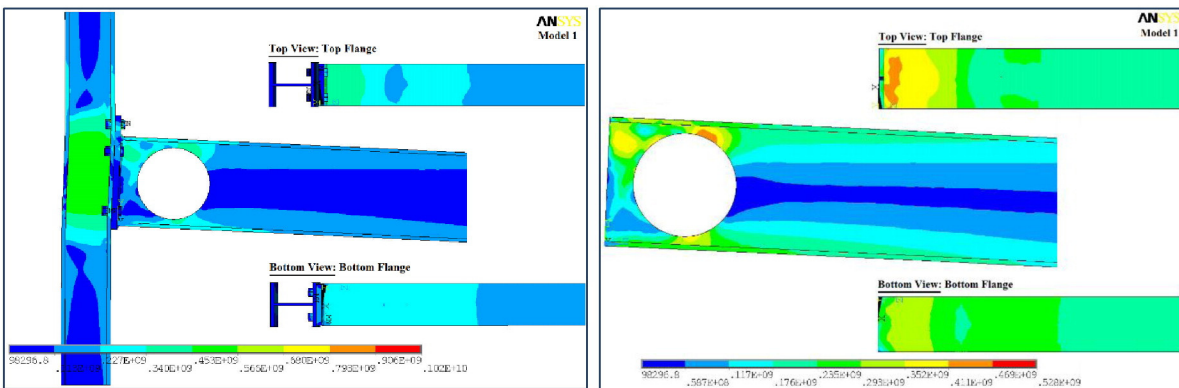 ANSYS
Model 1
Top View: Top Flange
Bottom View: Bottom Flange
98296.8 .227E+09 .453E+09 .680E+09 .906E+09
.340E+09 .566E+09 .793E+09 .102E+10
ANSYS
Model 1
Top View: Top Flange
Bottom View: Bottom Flange
98296.8 .117E+09 .235E+09 .352E+09 .469E+09
.587E+08 .176E+09 .293E+09 .411E+09 .528E+09